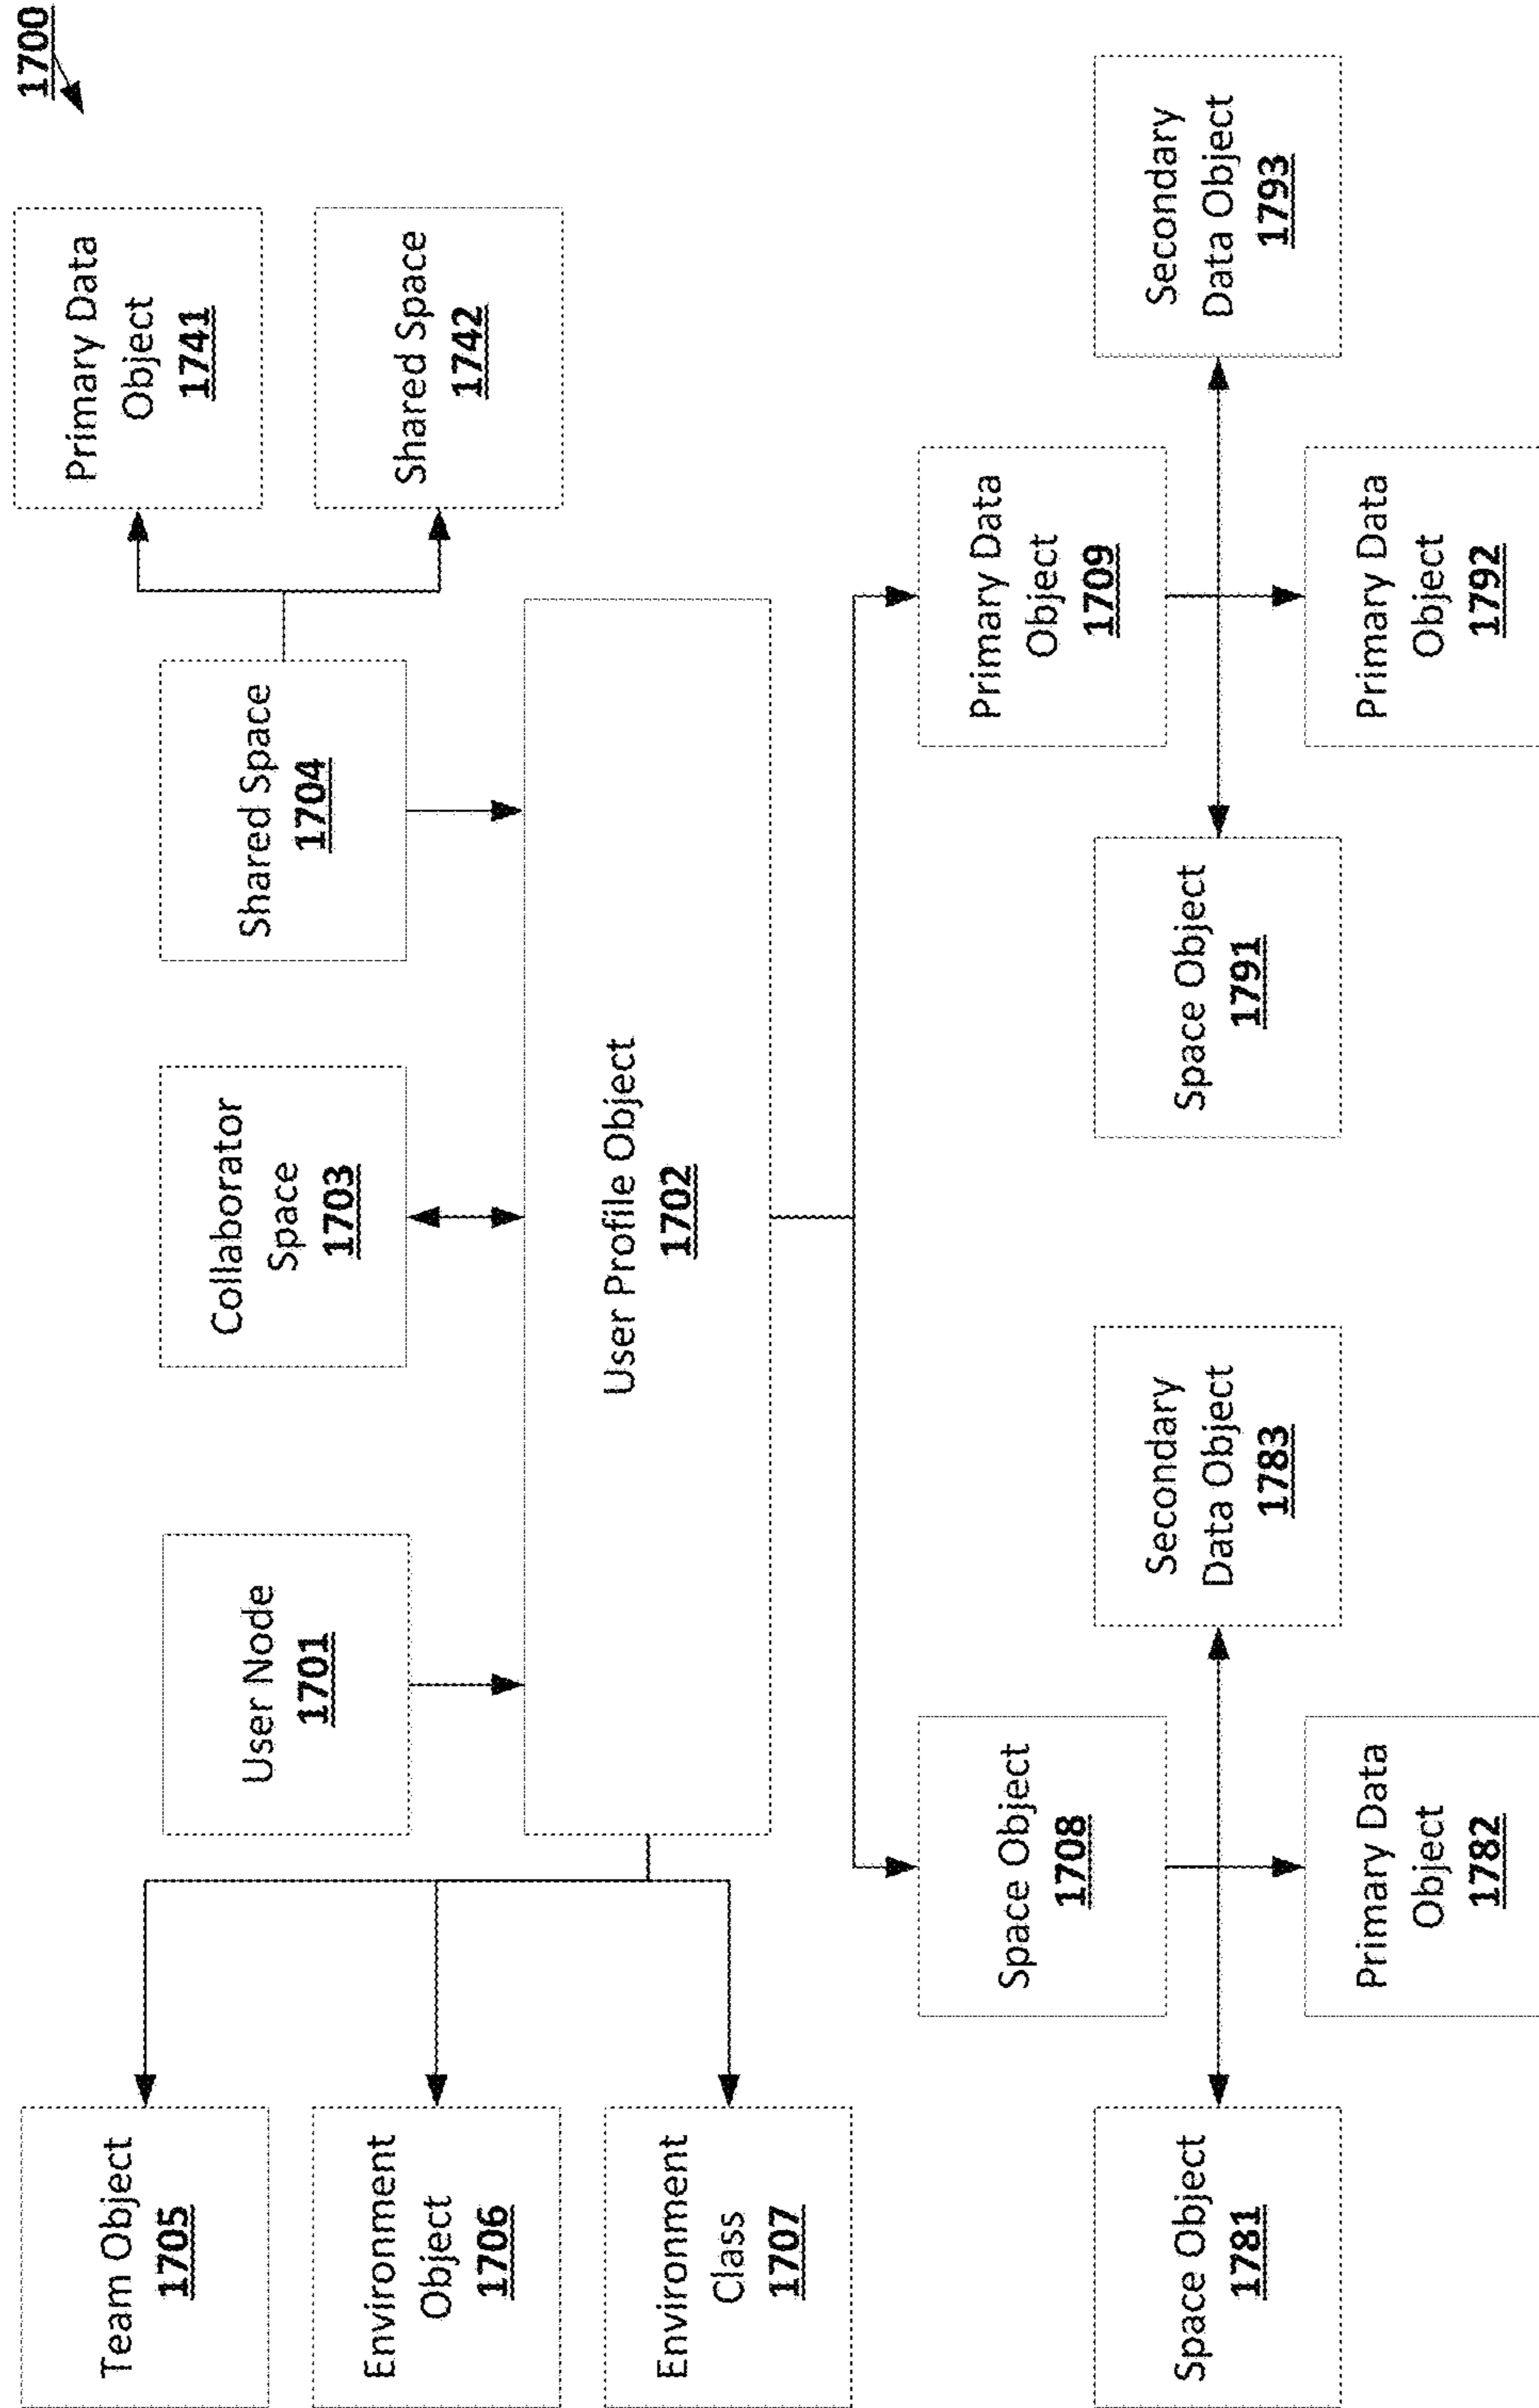 1700
Team Object
1705
Environment
Object
1706
Environment
Class
1707
User Node
1701
Collaborator
Space
1703
Shared Space
1704
Primary Data
Object
1741
Shared Space
1742
User Profile Object
1702
Space Object
1708
Primary Data
Object
1709
Space Object
1781
Primary Data
Object
1782
Secondary
Data Object
1783
Space Object
1791
Primary Data
Object
1792
Secondary
Data Object
1793